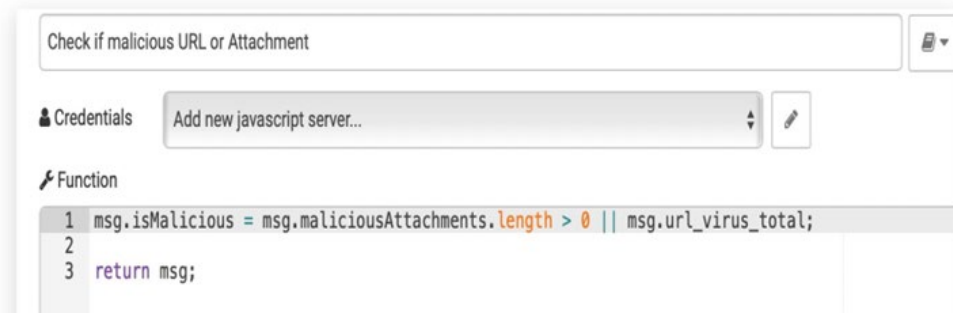 Check if malicious URL or Attachment
Credentials
Add new javascript server...
Function
1 msg.isMalicious = msg.maliciousAttachments.length > 0 || msg.url_virus_total;
2
3 return msg;